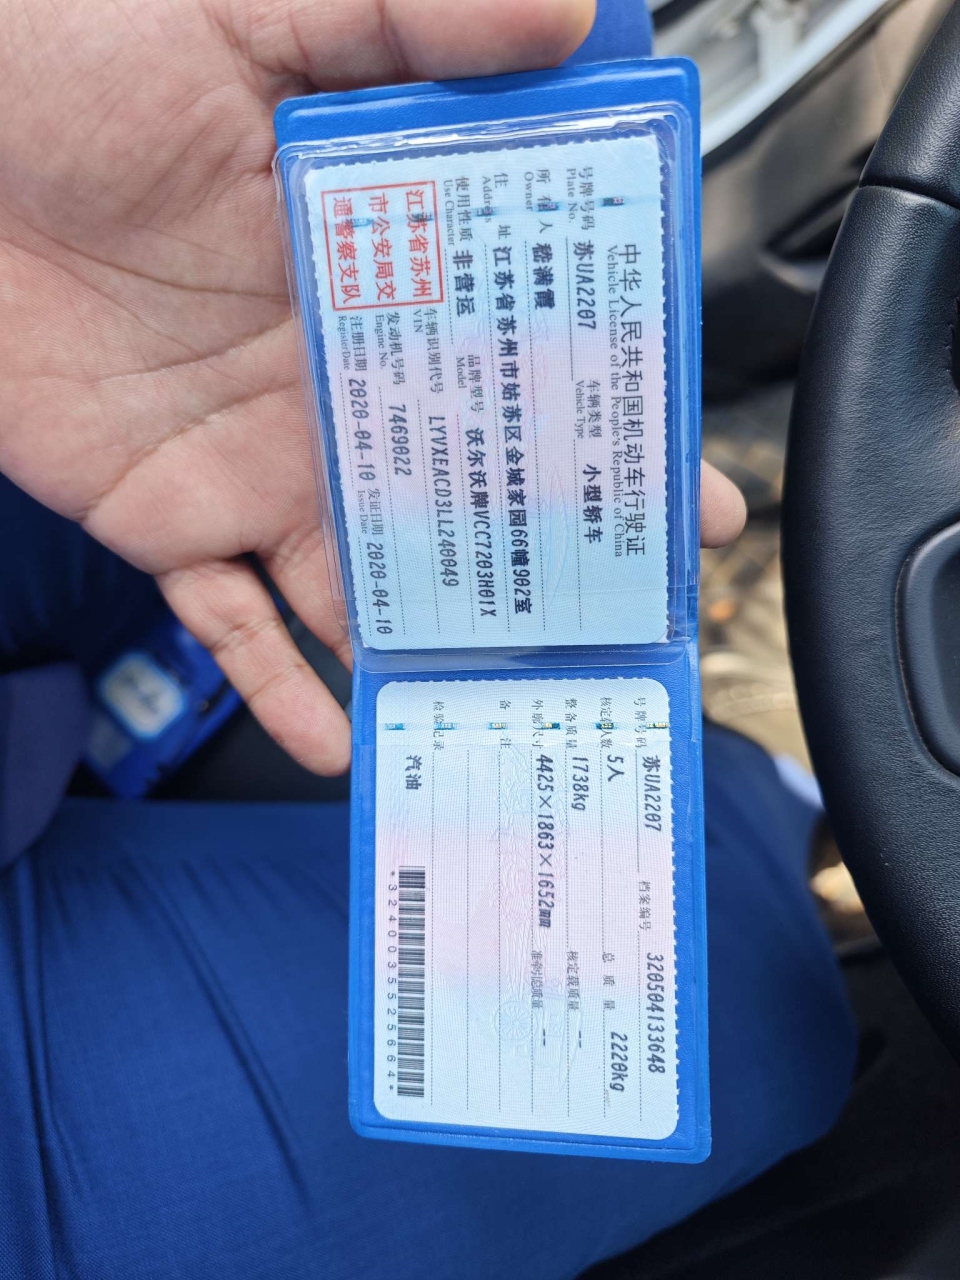 中华人民共和国机动车行驶证
Vehicle License of the People's Republic of China
号牌号码 苏UA2207 车辆类型 小型轿车
Plate No. Vehicle Type
所有人 嵇满霞
Owner
住址 江苏省苏州市姑苏区金城家园66幢902室
Address
使用性质 非营运 品牌型号 沃尔沃牌VCC7203H01X
Use Character Model
江苏省苏州
市公安局交
通警察支队
车辆识别代号 LYVXEACD3LL240049
VIN
发动机号码 7469022
Engine No.
注册日期 2020-04-10 发证日期 2020-04-10
Register Date Issue Date
号牌号码 苏UA2207 档案编号 320504133648
核定载人数 5人 总质量 2220kg
整备质量 1738kg 核定载质量 --
外廓尺寸 4425×1863×1652mm 准牵引总质量 --
备注
检验记录
汽油
*3240035525664*